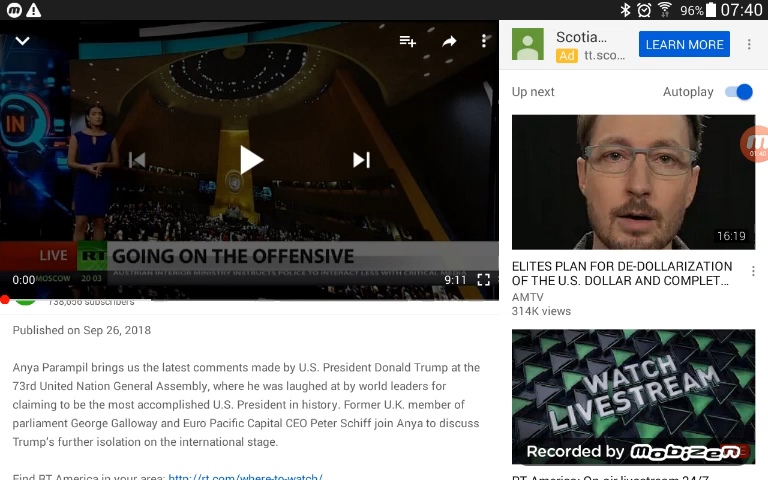 96% 07:40
IN
LIVE RT GOING ON THE OFFENSIVE
MOSCOW 20 03 AUSTRIAN INTERIOR MINISTRY INSTRUCTS POLICE TO INTERACT LESS WITH CRITICAL MEDIA
0:00 9:11
738,056 subscribers
Published on Sep 26, 2018
Anya Parampil brings us the latest comments made by U.S. President Donald Trump at the
73rd United Nation General Assembly, where he was laughed at by world leaders for
claiming to be the most accomplished U.S. President in history. Former U.K. member of
parliament George Galloway and Euro Pacific Capital CEO Peter Schiff join Anya to discuss
Trump's further isolation on the international stage.
Find RT America in your area: http://rt.com/where-to-watch/
Scotia...
Ad tt.sco...
LEARN MORE
Up next Autoplay
01:40
16:19
ELITES PLAN FOR DE-DOLLARIZATION
OF THE U.S. DOLLAR AND COMPLET...
AMTV
314K views
WATCH
LIVESTREAM
Recorded by mobizen
RT America: On-air livestream 24/7